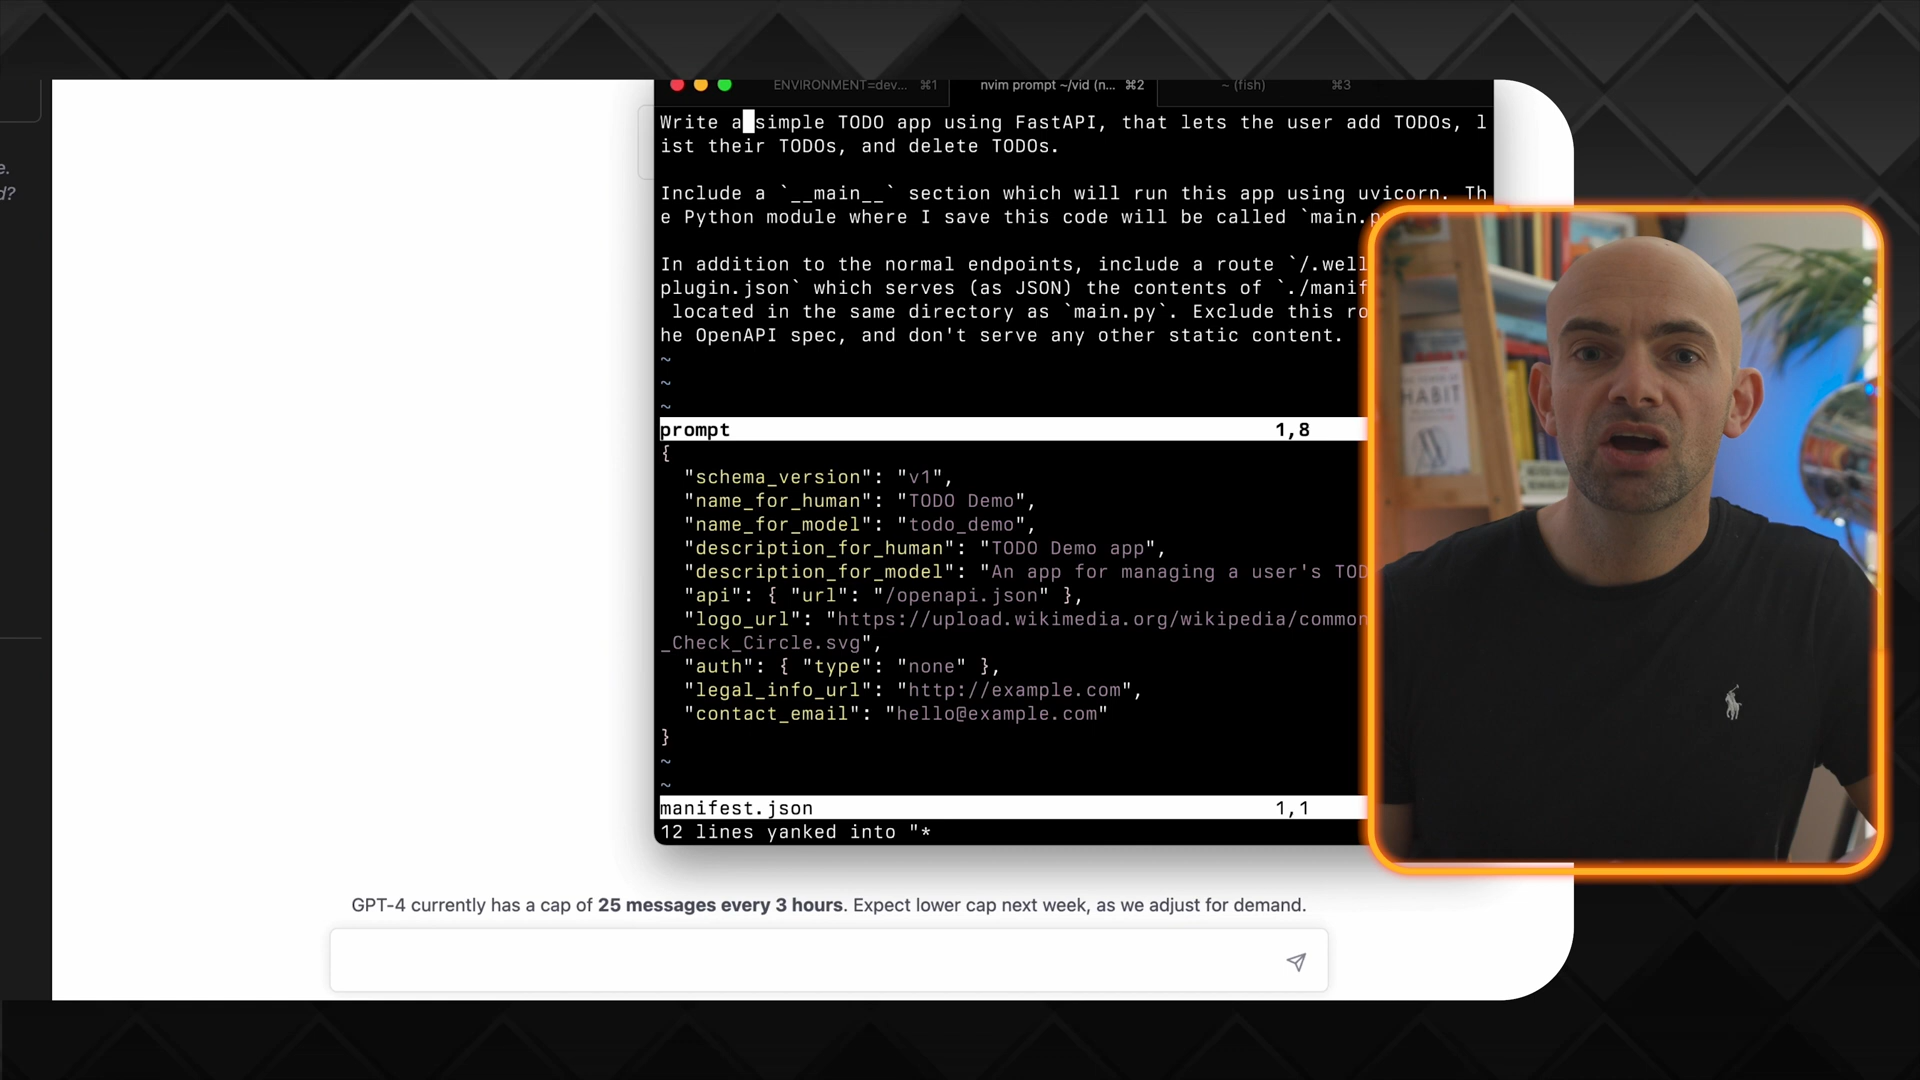 ENVIRONMENT=dev... ⌘1
nvim prompt ~/vid (n... ⌘2
~ (fish) ⌘3
Write a simple TODO app using FastAPI, that lets the user add TODOs, l
ist their TODOs, and delete TODOs.
Include a `__main__` section which will run this app using uvicorn. Th
e Python module where I save this code will be called `main.p
In addition to the normal endpoints, include a route `/.well
plugin.json` which serves (as JSON) the contents of `./manif
located in the same directory as `main.py`. Exclude this ro
he OpenAPI spec, and don't serve any other static content.
~
~
~
prompt 1,8
{
"schema_version": "v1",
"name_for_human": "TODO Demo",
"name_for_model": "todo_demo",
"description_for_human": "TODO Demo app",
"description_for_model": "An app for managing a user's TOD
"api": { "url": "/openapi.json" },
"logo_url": "https://upload.wikimedia.org/wikipedia/common
_Check_Circle.svg",
"auth": { "type": "none" },
"legal_info_url": "http://example.com",
"contact_email": "hello@example.com"
}
~
~
manifest.json 1,1
12 lines yanked into "*
e.
d?
HABIT
GPT-4 currently has a cap of 25 messages every 3 hours. Expect lower cap next week, as we adjust for demand.